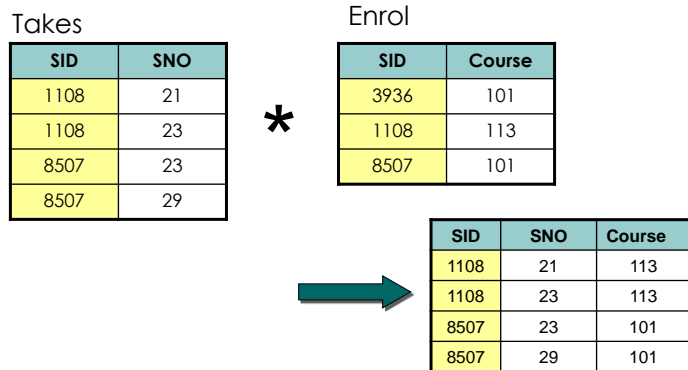 Takes
SID SNO
1108 21
1108 23
8507 23
8507 29
*
Enrol
SID Course
3936 101
1108 113
8507 101
SID SNO Course
1108 21 113
1108 23 113
8507 23 101
8507 29 101